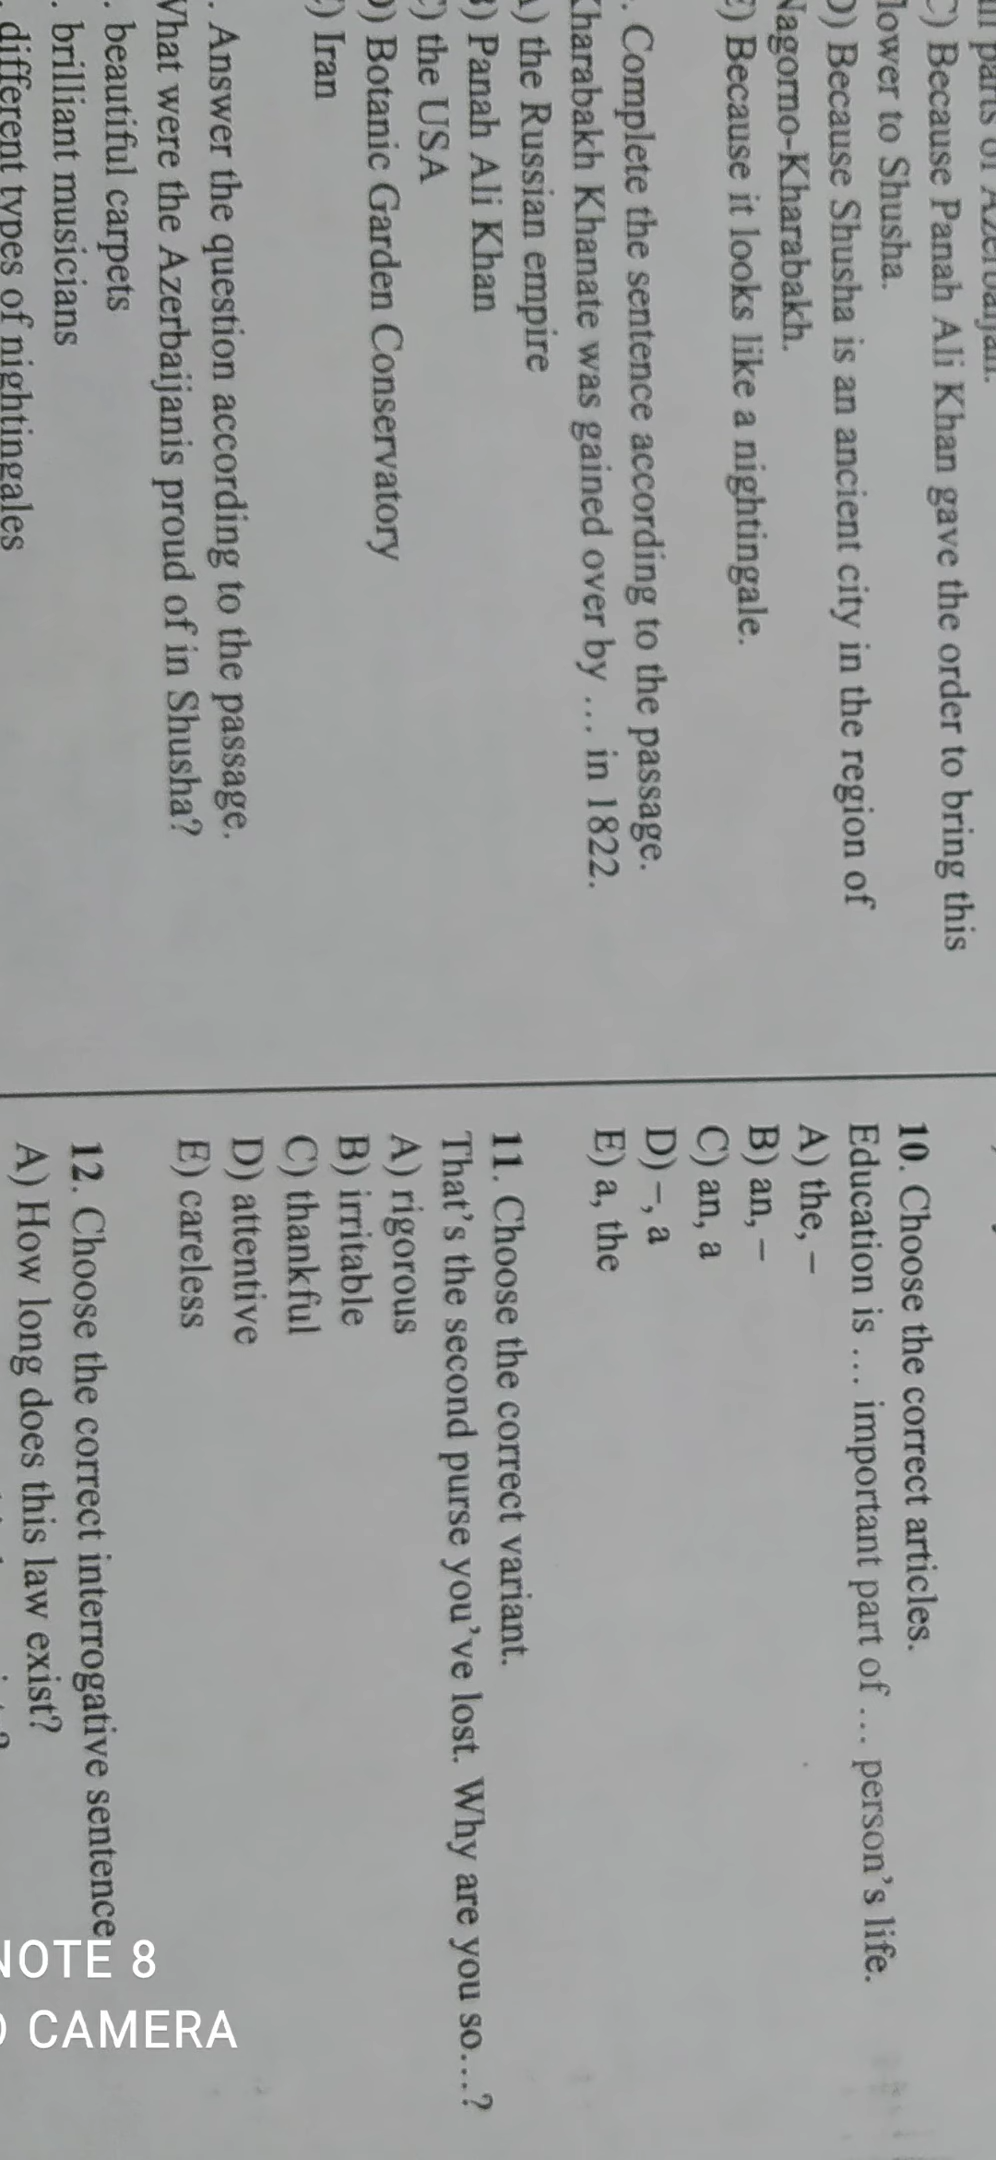 C) Because Panah Ali Khan gave the order to bring this
flower to Shusha.
D) Because Shusha is an ancient city in the region of
Nagorno-Kharabakh.
E) Because it looks like a nightingale.
. Complete the sentence according to the passage.
Kharabakh Khanate was gained over by ... in 1822.
A) the Russian empire
B) Panah Ali Khan
C) the USA
D) Botanic Garden Conservatory
E) Iran
. Answer the question according to the passage.
What were the Azerbaijanis proud of in Shusha?
. beautiful carpets
. brilliant musicians
different types of nightingales
10. Choose the correct articles.
Education is ... important part of ... person's life.
A) the, –
B) an, –
C) an, a
D) –, a
E) a, the
11. Choose the correct variant.
That's the second purse you've lost. Why are you so...?
A) rigorous
B) irritable
C) thankful
D) attentive
E) careless
12. Choose the correct interrogative sentence
A) How long does this law exist?
NOTE 8
CAMERA